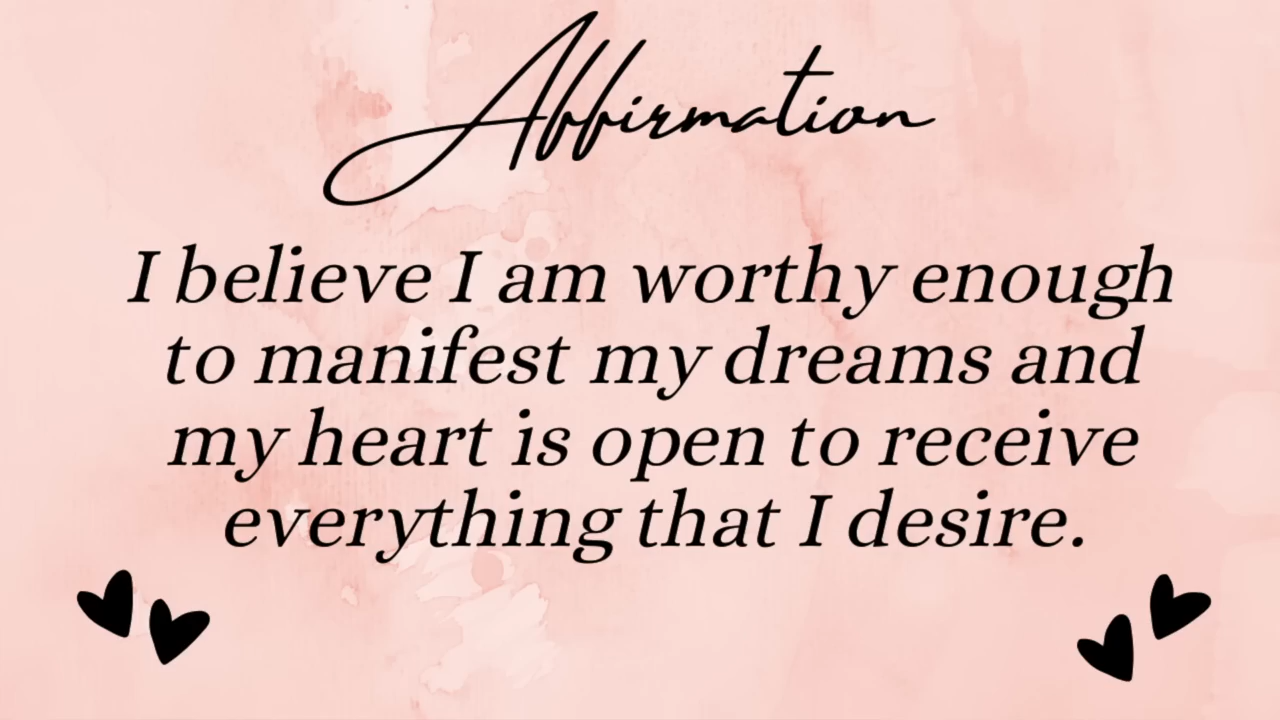 Affirmation
I believe I am worthy enough
to manifest my dreams and
my heart is open to receive
everything that I desire.